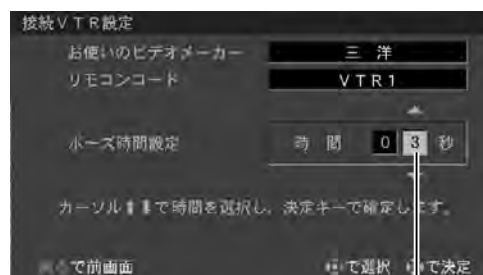 接続VTR設定
お使いのビデオメーカー 三 洋
リモコンコード VTR1
ポーズ時間設定 時 間 0 3 秒
カーソル⬆⬇で時間を選択し、決定キーで確定します。
で前画面 で選択 で決定